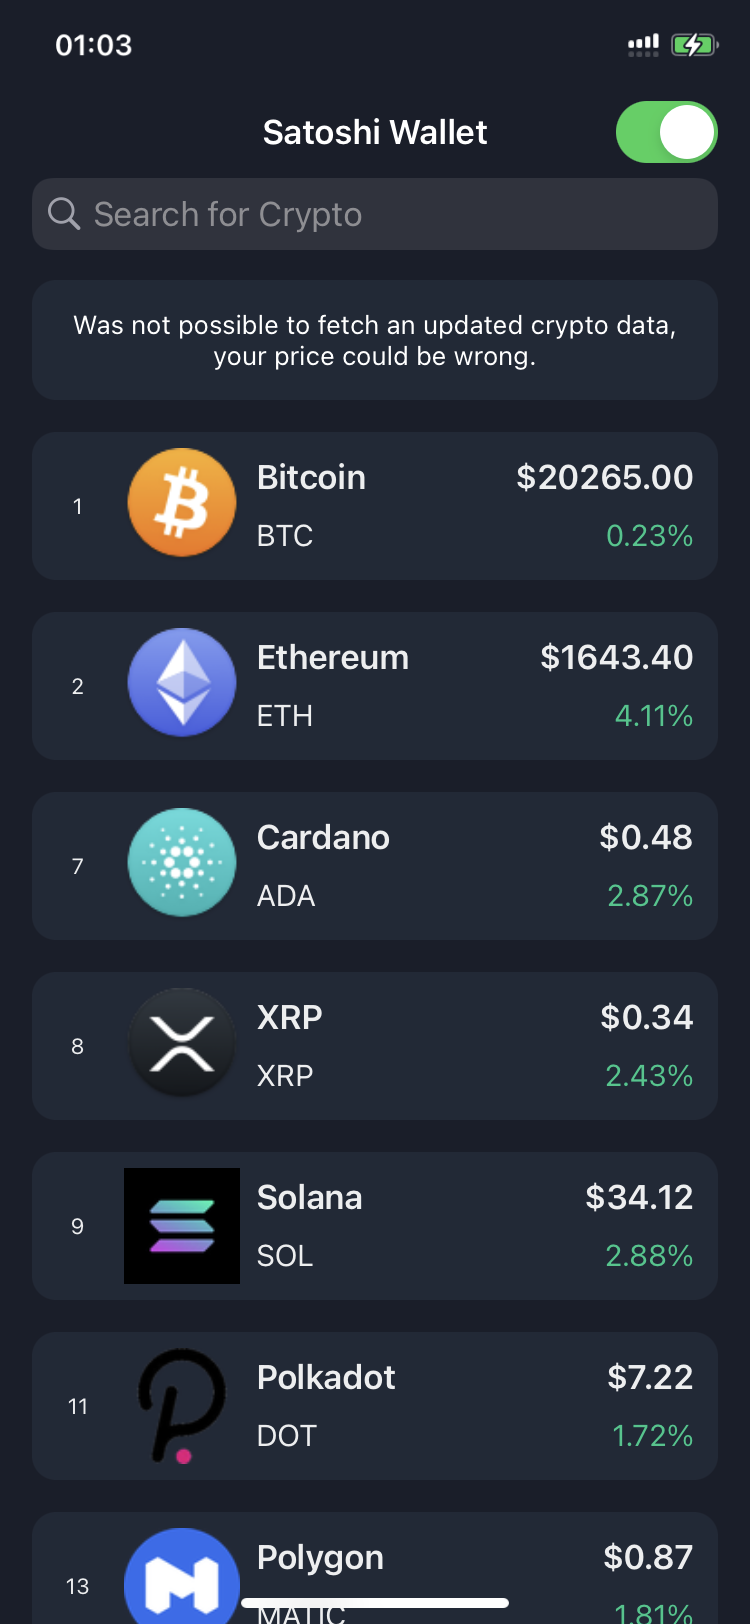 01:03
Satoshi Wallet
Search for Crypto
Was not possible to fetch an updated crypto data,
your price could be wrong.
1
Bitcoin
$20265.00
BTC
0.23%
2
Ethereum
$1643.40
ETH
4.11%
7
Cardano
$0.48
ADA
2.87%
8
XRP
$0.34
XRP
2.43%
9
Solana
$34.12
SOL
2.88%
11
Polkadot
$7.22
DOT
1.72%
13
Polygon
$0.87
MATIC
1.81%